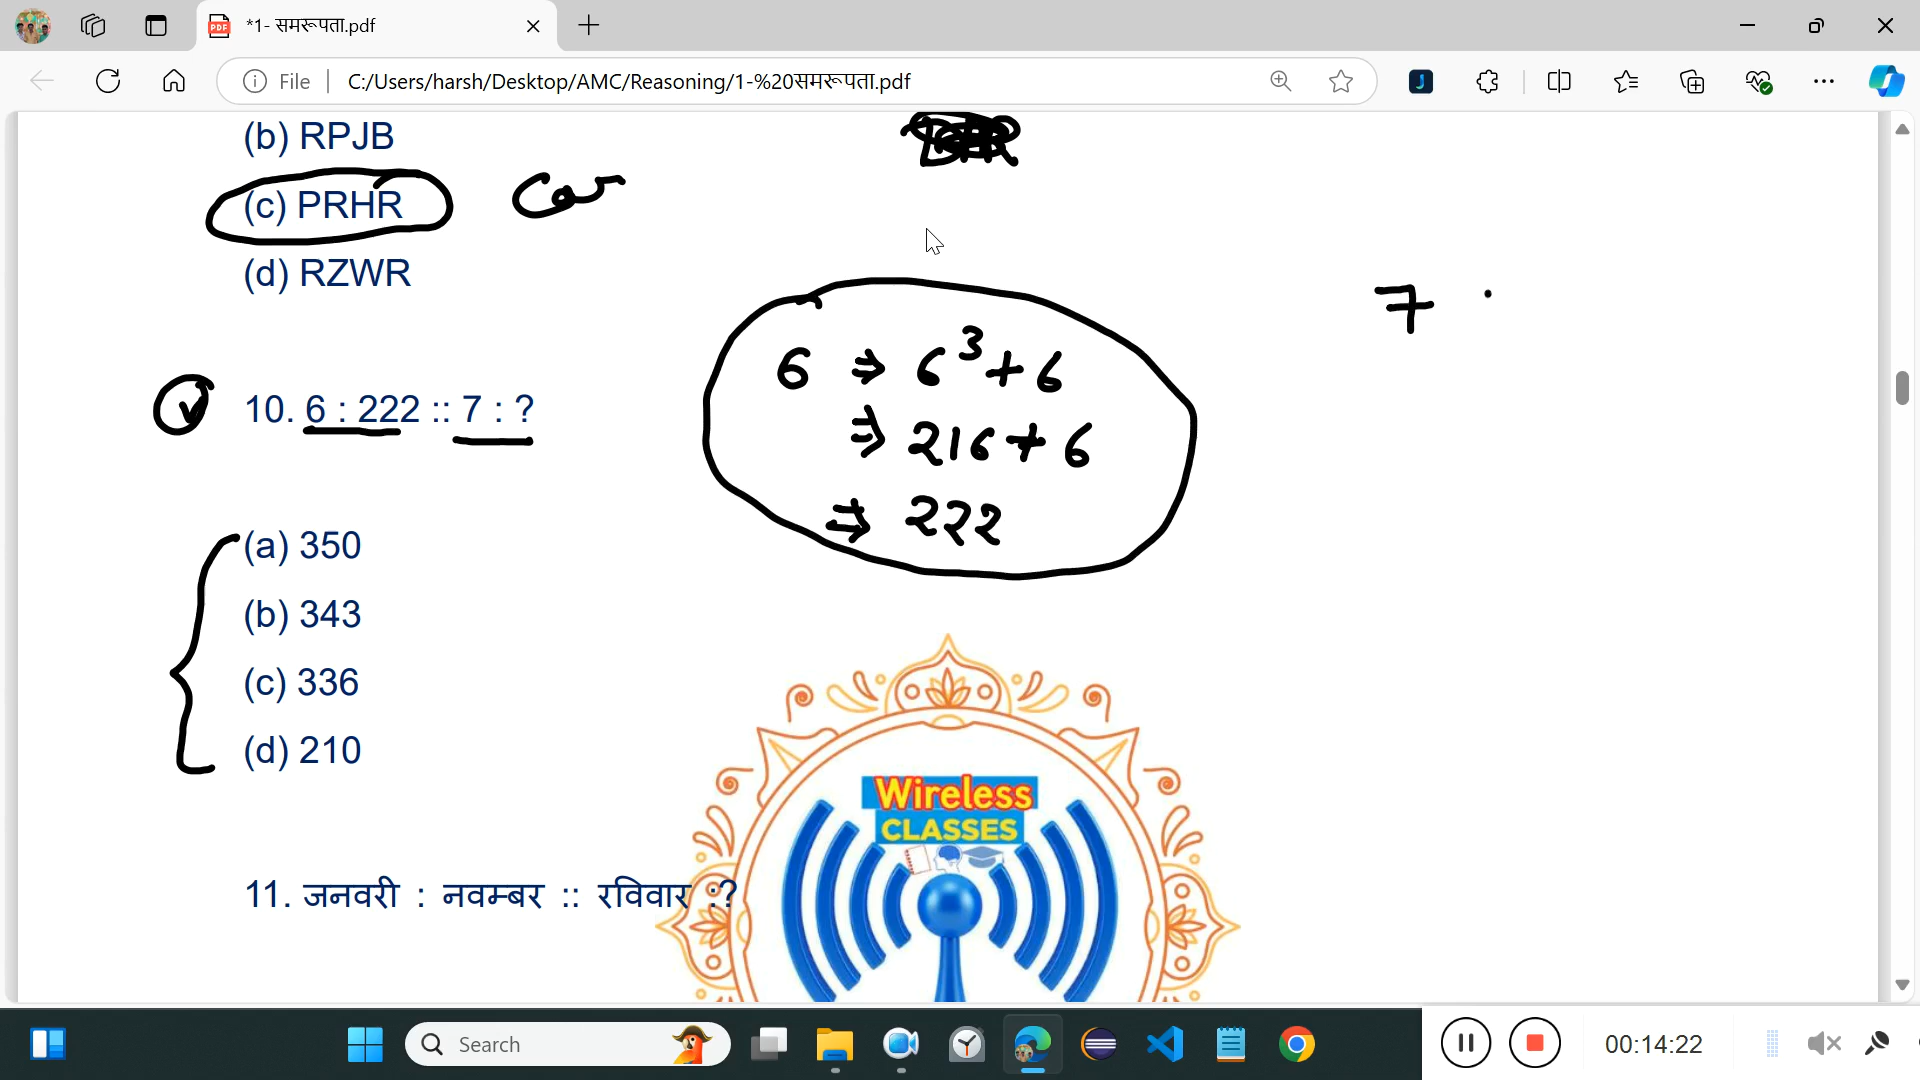 *1- समरूपता.pdf
File C:/Users/harsh/Desktop/AMC/Reasoning/1-%20समरूपता.pdf
(b) RPJB
(c) PRHR
(d) RZWR
7
6 ⇒ 6³+6
⇒ 216+6
⇒ 222
10. 6 : 222 :: 7 : ?
(a) 350
(b) 343
(c) 336
(d) 210
Wireless
CLASSES
11. जनवरी : नवम्बर :: रविवार :?
Search
00:14:22